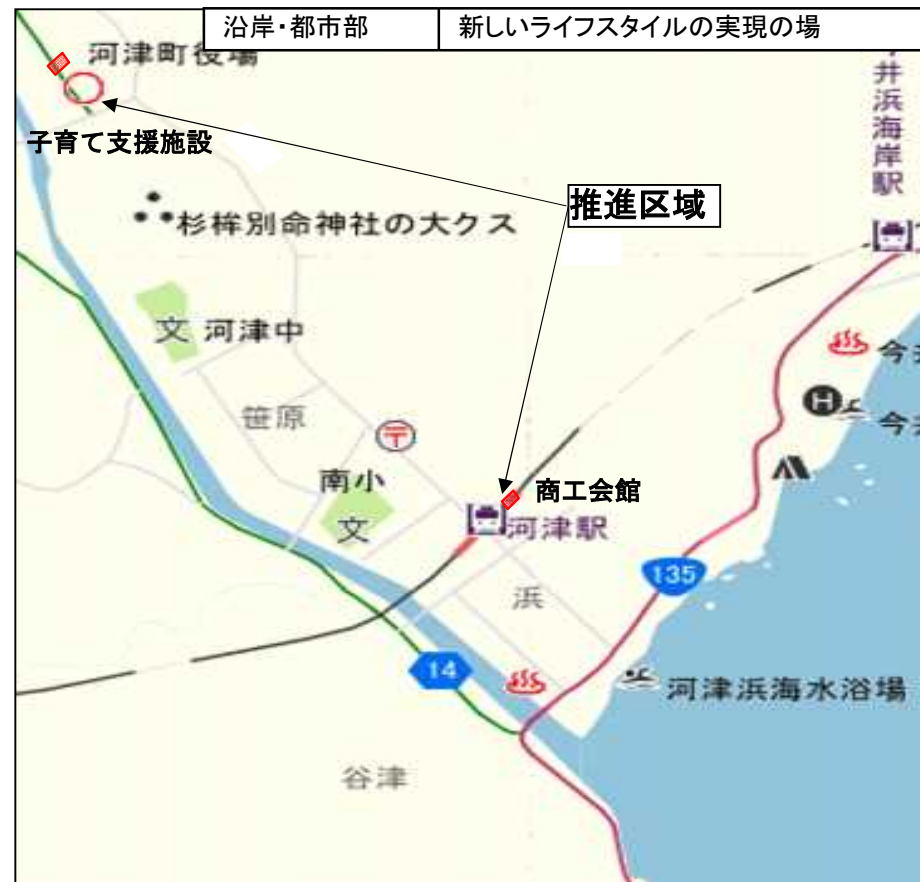 沿岸・都市部
新しいライフスタイルの実現の場
河津町役場
子育て支援施設
杉桙別命神社の大クス
推進区域
井浜海岸駅
文 河津中
笹原
〒
南小
文
商工会館
河津駅
浜
135
14
H
河津浜海水浴場
谷津